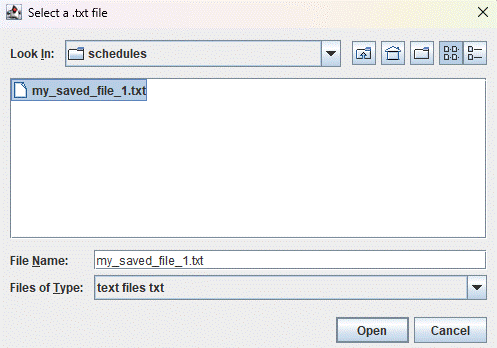 Select a .txt file
Look In: schedules
my_saved_file_1.txt
File Name: my_saved_file_1.txt
Files of Type: text files txt
Open Cancel